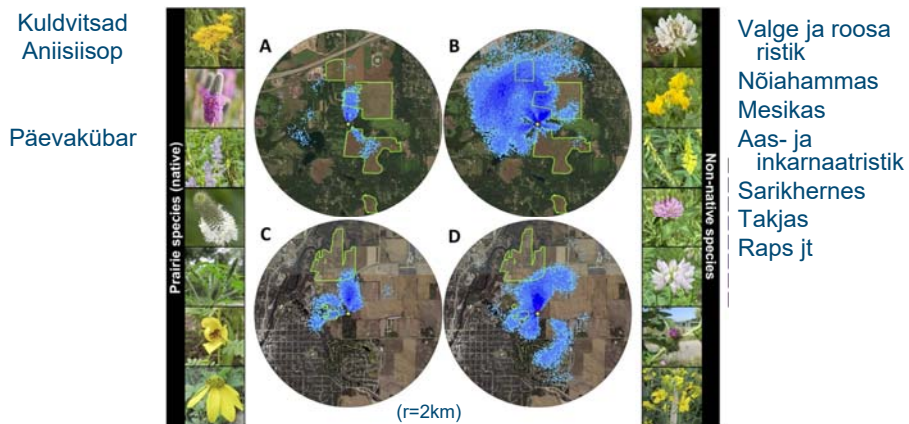 Kuldvitsad
Aniisiisop
Päevakübar
Prairie species (native)
A
B
C
D
(r=2km)
Non-native species
Valge ja roosa
ristik
Nõiahammas
Mesikas
Aas- ja
inkarnaatristik
Sarikhernes
Takjas
Raps jt